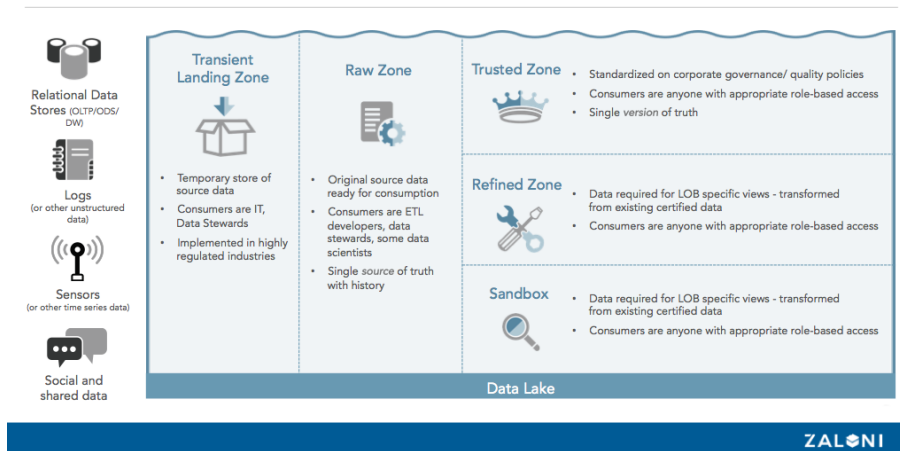 Relational Data
Stores (OLTP/ODS/
DW)
Logs
(or other unstructured
data)
Sensors
(or other time series data)
Social and
shared data
Transient
Landing Zone
• Temporary store of
source data
• Consumers are IT,
Data Stewards
• Implemented in highly
regulated industries
Raw Zone
• Original source data
ready for consumption
• Consumers are ETL
developers, data
stewards, some data
scientists
• Single source of truth
with history
Trusted Zone
• Standardized on corporate governance/ quality policies
• Consumers are anyone with appropriate role-based access
• Single version of truth
Refined Zone
• Data required for LOB specific views - transformed
from existing certified data
• Consumers are anyone with appropriate role-based access
Sandbox
• Data required for LOB specific views - transformed
from existing certified data
• Consumers are anyone with appropriate role-based access
Data Lake
ZALONI